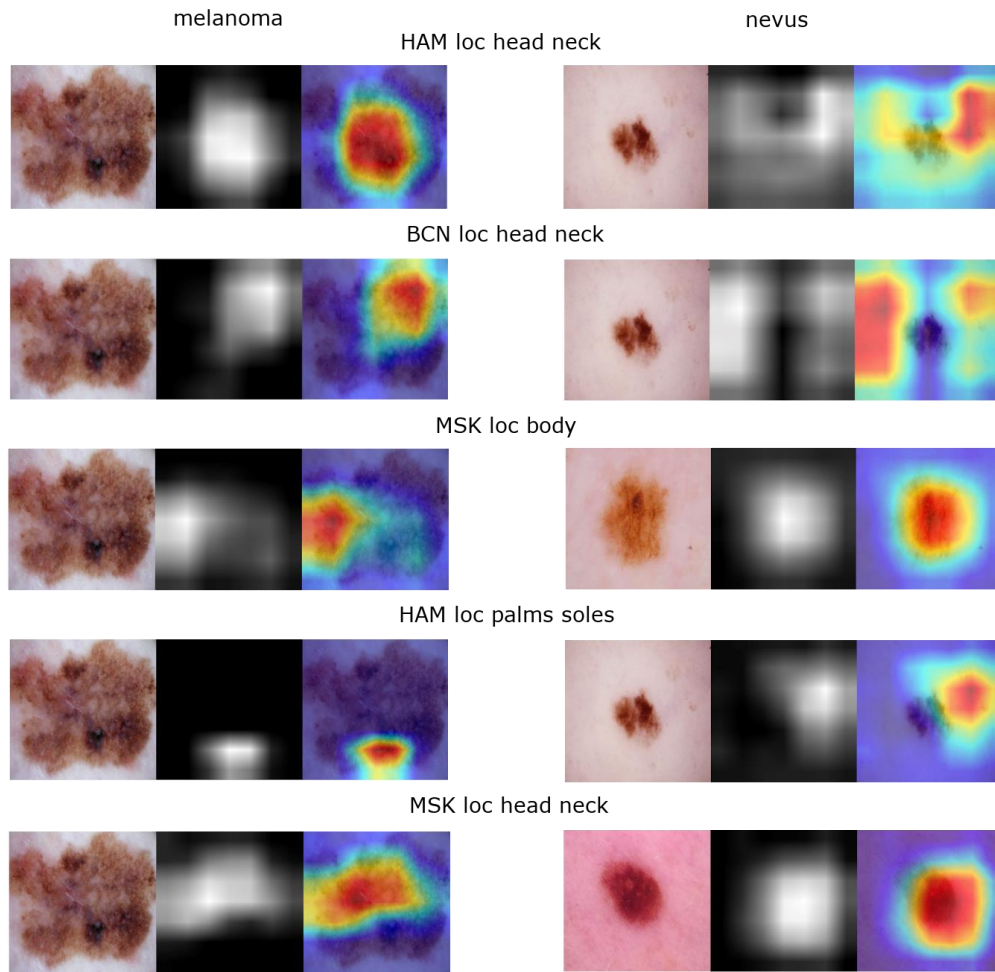 melanoma
nevus
HAM loc head neck
BCN loc head neck
MSK loc body
HAM loc palms soles
MSK loc head neck